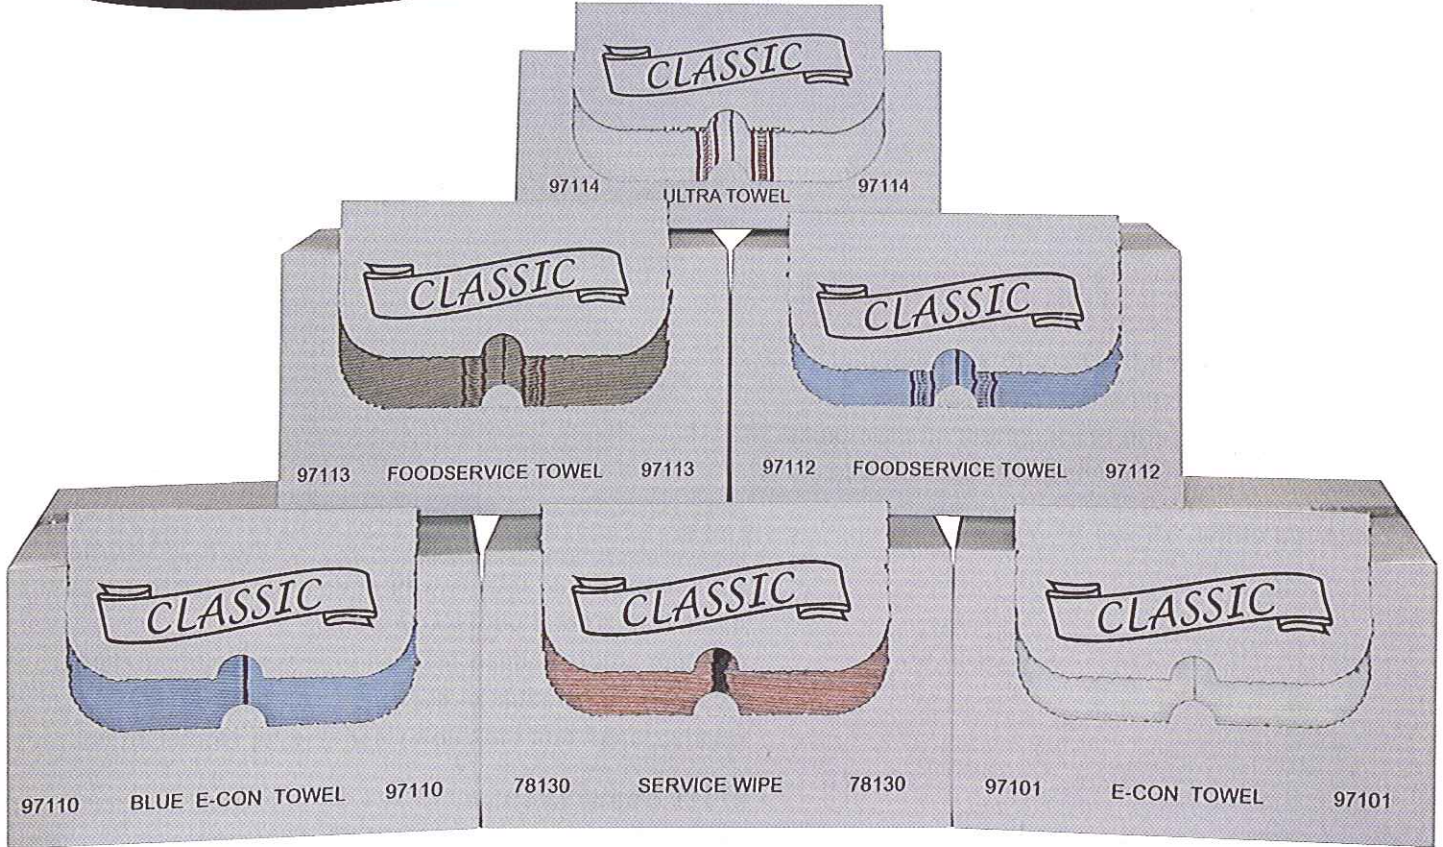 CLASSIC
97114 ULTRA TOWEL 97114
CLASSIC
97113 FOODSERVICE TOWEL 97113
CLASSIC
97112 FOODSERVICE TOWEL 97112
CLASSIC
97110 BLUE E-CON TOWEL 97110
CLASSIC
78130 SERVICE WIPE 78130
CLASSIC
97101 E-CON TOWEL 97101